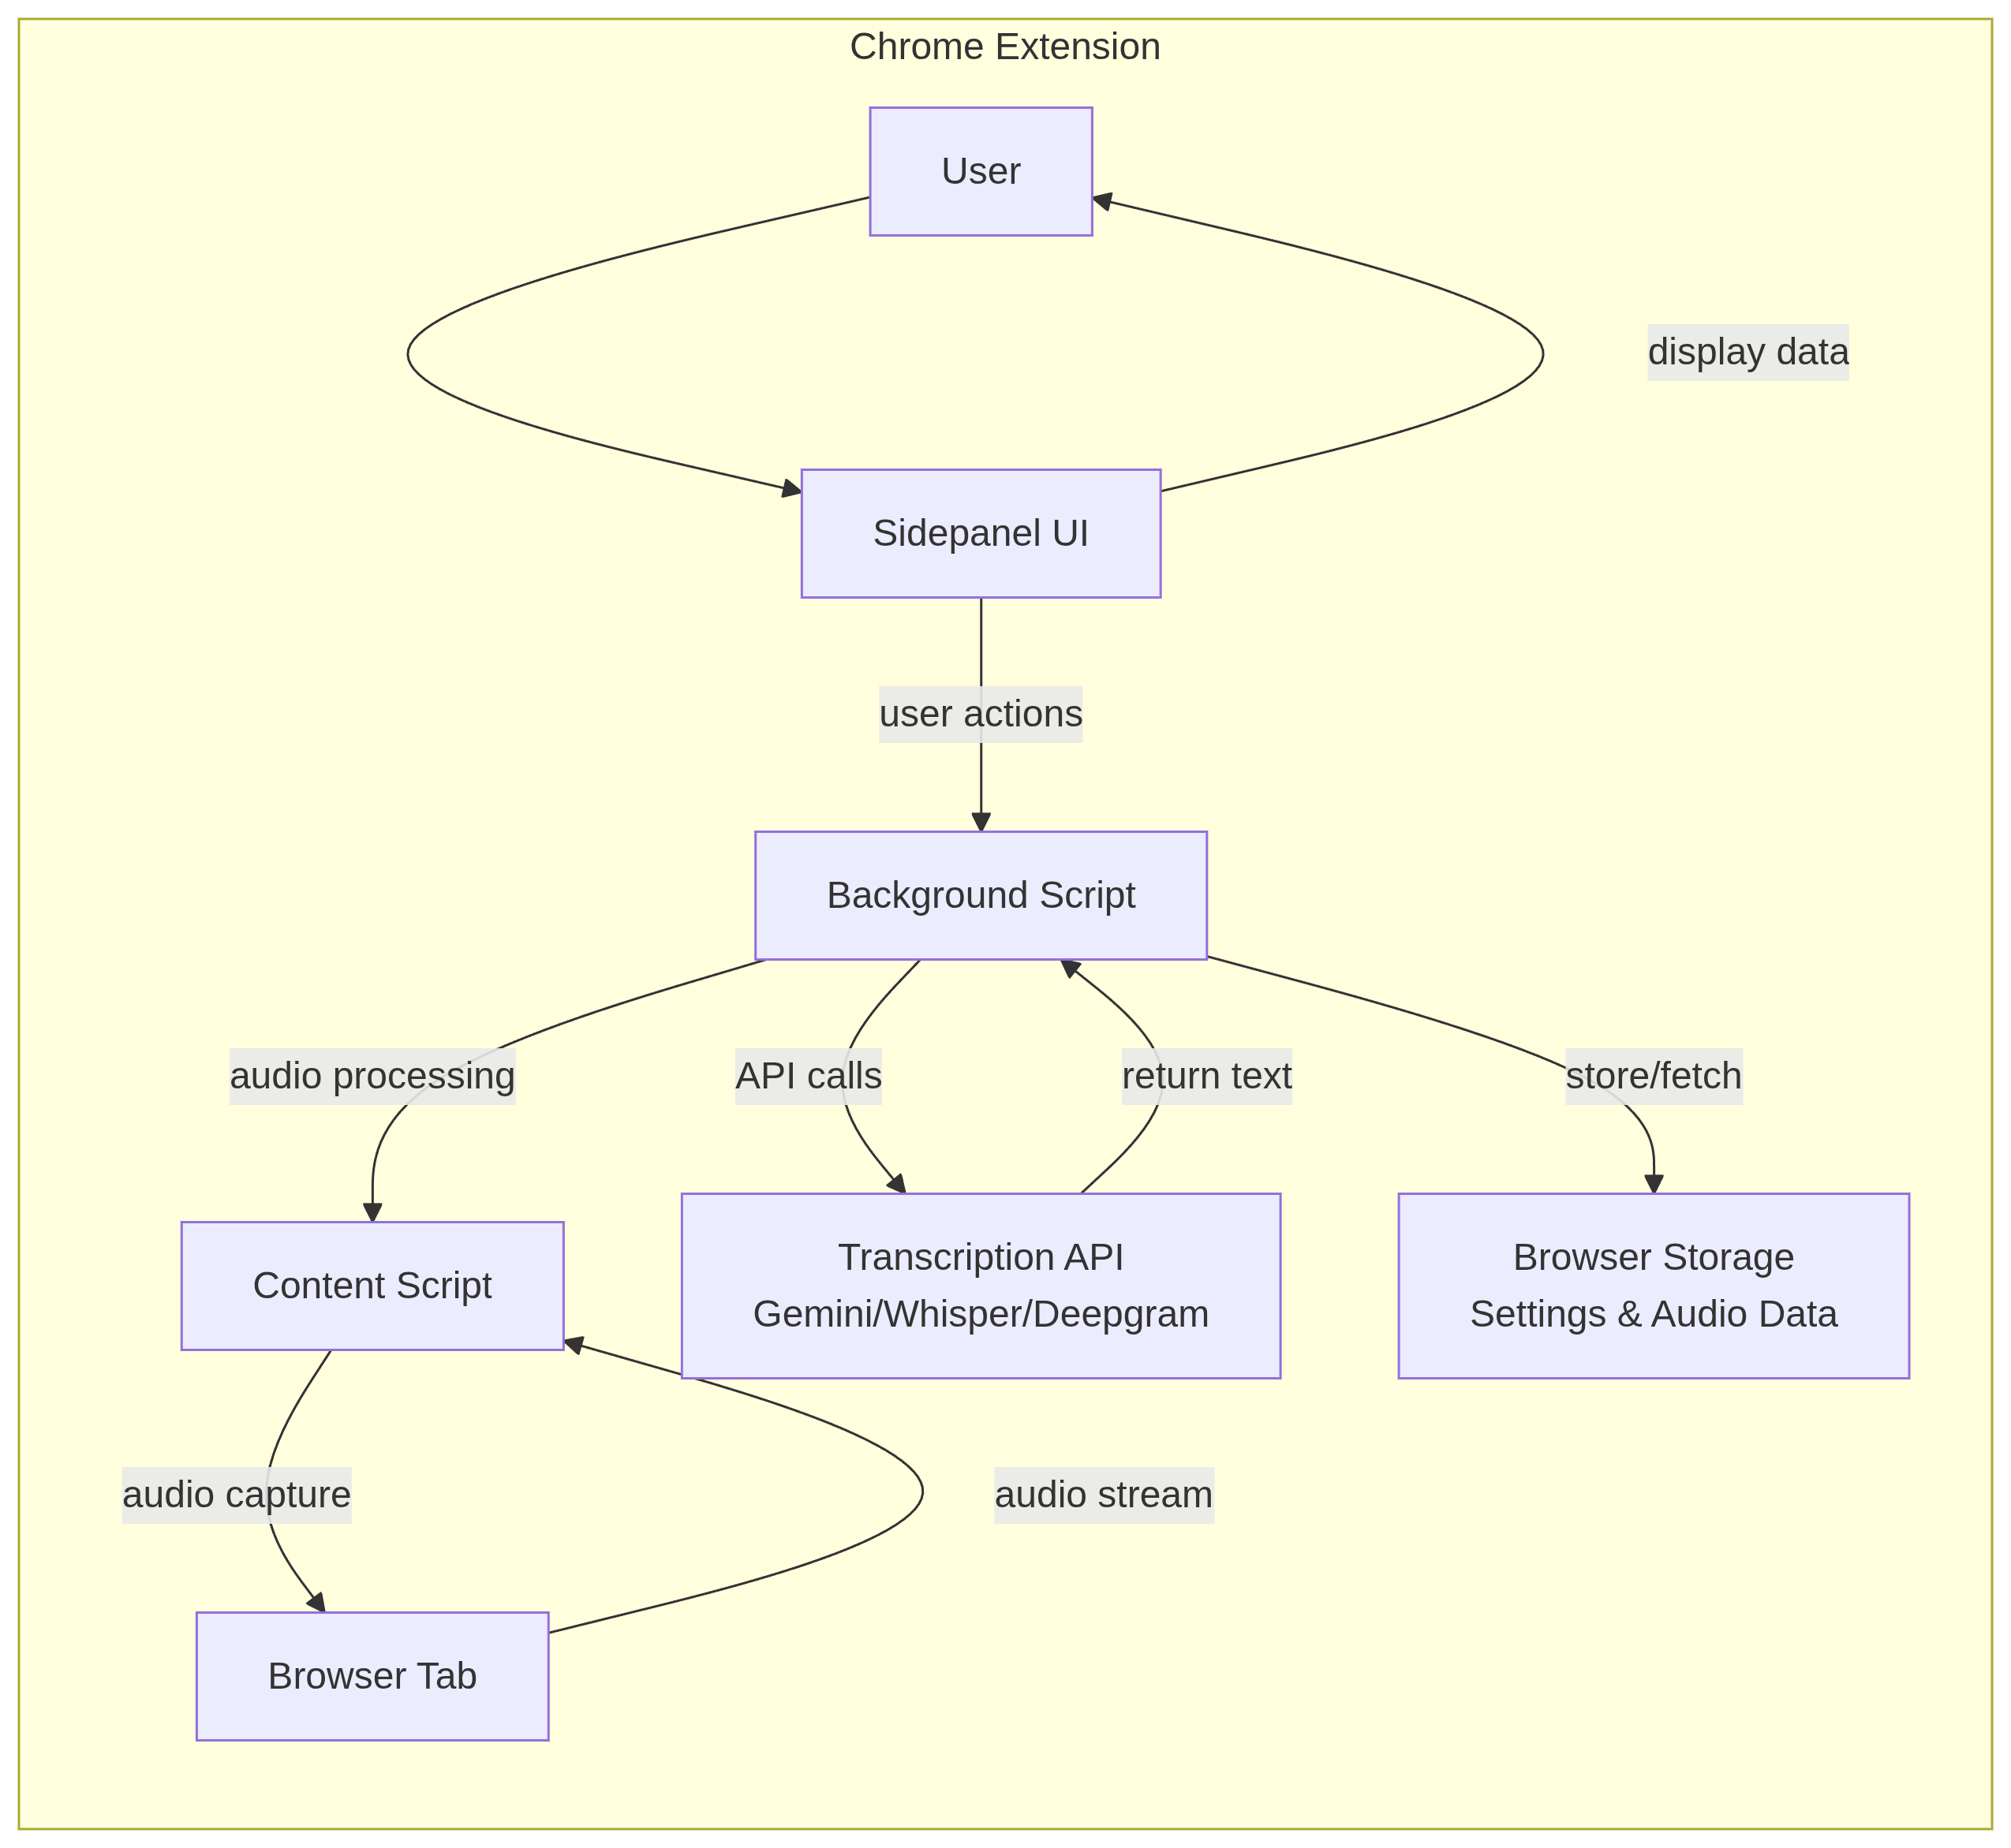 Chrome Extension
User
display data
Sidepanel UI
user actions
Background Script
audio processing
API calls
return text
store/fetch
Content Script
Transcription API
Gemini/Whisper/Deepgram
Browser Storage
Settings & Audio Data
audio capture
audio stream
Browser Tab